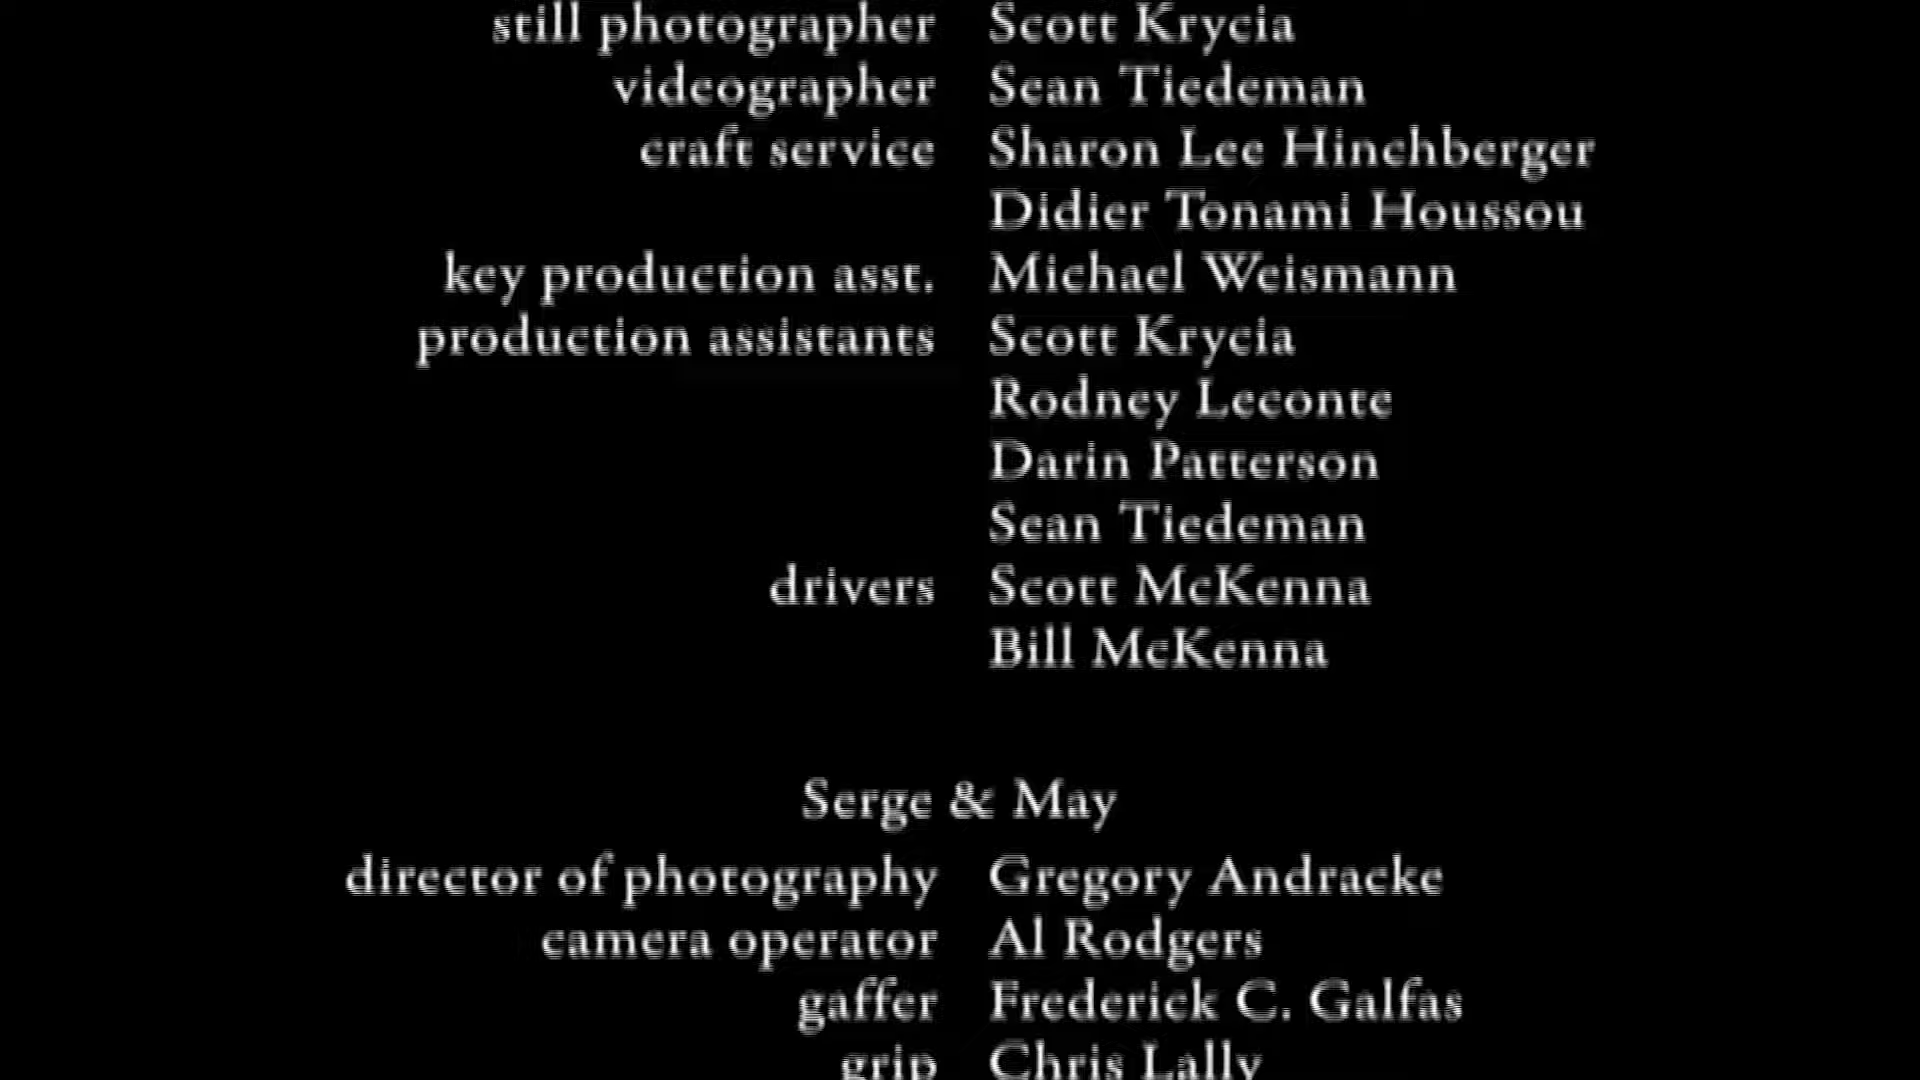 still photographer Scott Krycia
videographer Sean Tiedeman
craft service Sharon Lee Hinchberger
Didier Tonami Houssou
key production asst. Michael Weismann
production assistants Scott Krycia
Rodney Leconte
Darin Patterson
Sean Tiedeman
drivers Scott McKenna
Bill McKenna
Serge & May
director of photography Gregory Andracke
camera operator Al Rodgers
gaffer Frederick C. Galfas
grip Chris Lally